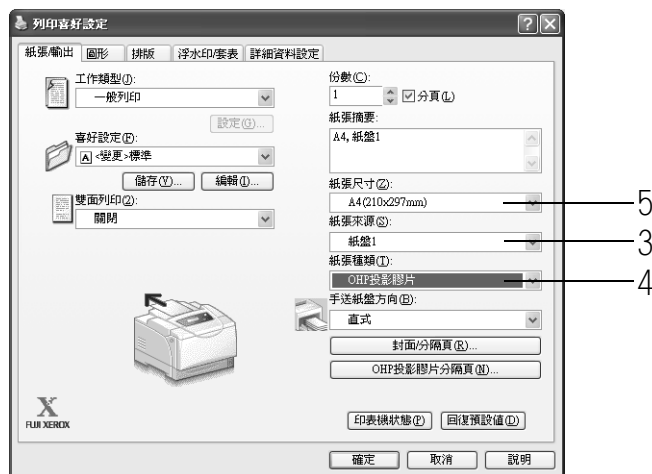 列印喜好設定
紙張/輸出 圖形 排版 浮水印/套表 詳細資料設定
工作類型(J):
一般列印
設定(G)...
喜好設定(F):
A <變更>標準
儲存(V)... 編輯(I)...
雙面列印(2):
關閉
份數(C):
1 分頁(L)
紙張摘要:
A4, 紙盤1
紙張尺寸(Z):
A4(210x297mm)
5
紙張來源(S):
紙盤1
3
紙張種類(T):
OHP投影膠片
4
手送紙盤方向(B):
直式
封面/分隔頁(R)...
OHP投影膠片分隔頁(N)...
FUJI XEROX
印表機狀態(P) 回復預設值(D)
確定 取消 說明